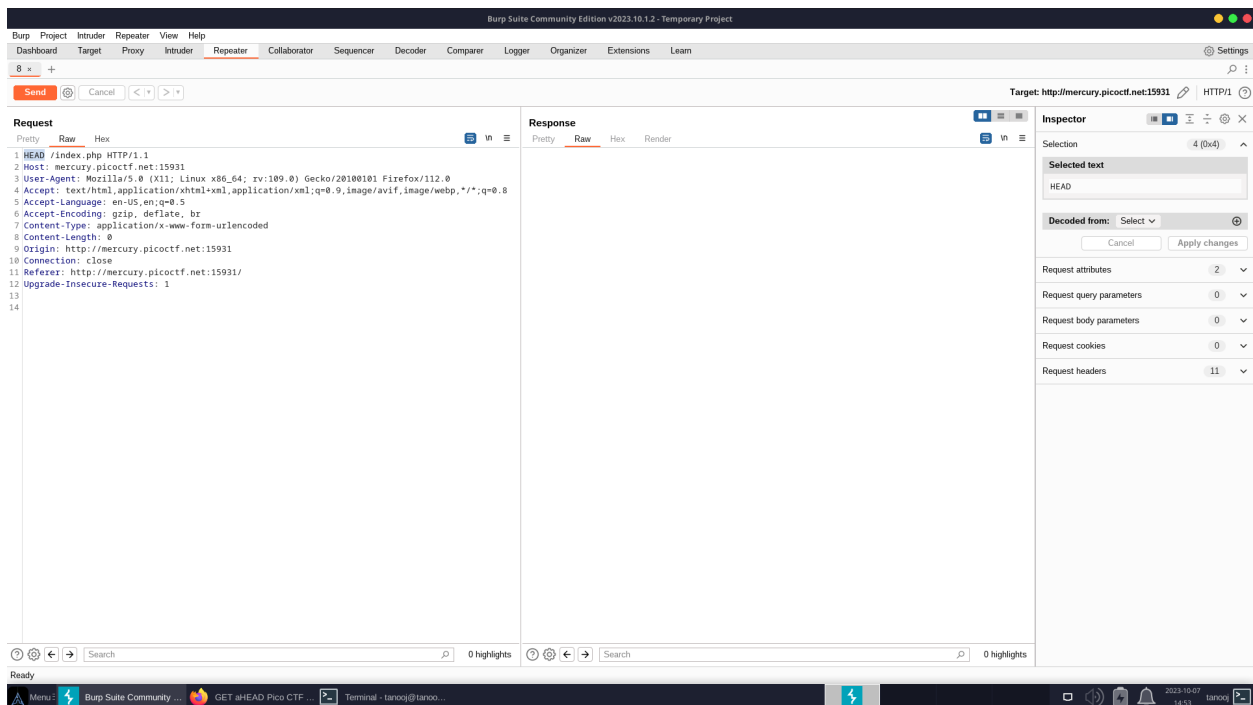 Burp Suite Community Edition v2023.10.1.2 - Temporary Project
Burp Project Intruder Repeater View Help
Dashboard Target Proxy Intruder Repeater Collaborator Sequencer Decoder Comparer Logger Organizer Extensions Learn Settings
8 × +
Send Cancel < > Target: http://mercury.picoctf.net:15931 HTTP/1
Request
Pretty Raw Hex \n
1 HEAD /index.php HTTP/1.1
2 Host: mercury.picoctf.net:15931
3 User-Agent: Mozilla/5.0 (X11; Linux x86_64; rv:109.0) Gecko/20100101 Firefox/112.0
4 Accept: text/html,application/xhtml+xml,application/xml;q=0.9,image/avif,image/webp,*/*;q=0.8
5 Accept-Language: en-US,en;q=0.5
6 Accept-Encoding: gzip, deflate, br
7 Content-Type: application/x-www-form-urlencoded
8 Content-Length: 0
9 Origin: http://mercury.picoctf.net:15931
10 Connection: close
11 Referer: http://mercury.picoctf.net:15931/
12 Upgrade-Insecure-Requests: 1
13
14
Search 0 highlights
Response
Pretty Raw Hex Render \n
Search 0 highlights
Inspector
Selection 4 (0x4)
Selected text
HEAD
Decoded from: Select
Cancel Apply changes
Request attributes 2
Request query parameters 0
Request body parameters 0
Request cookies 0
Request headers 11
Ready
Menu Burp Suite Community ... GET aHEAD Pico CTF ... Terminal - tanooj@tanoo... 2023-10-07 tanooj
14:53